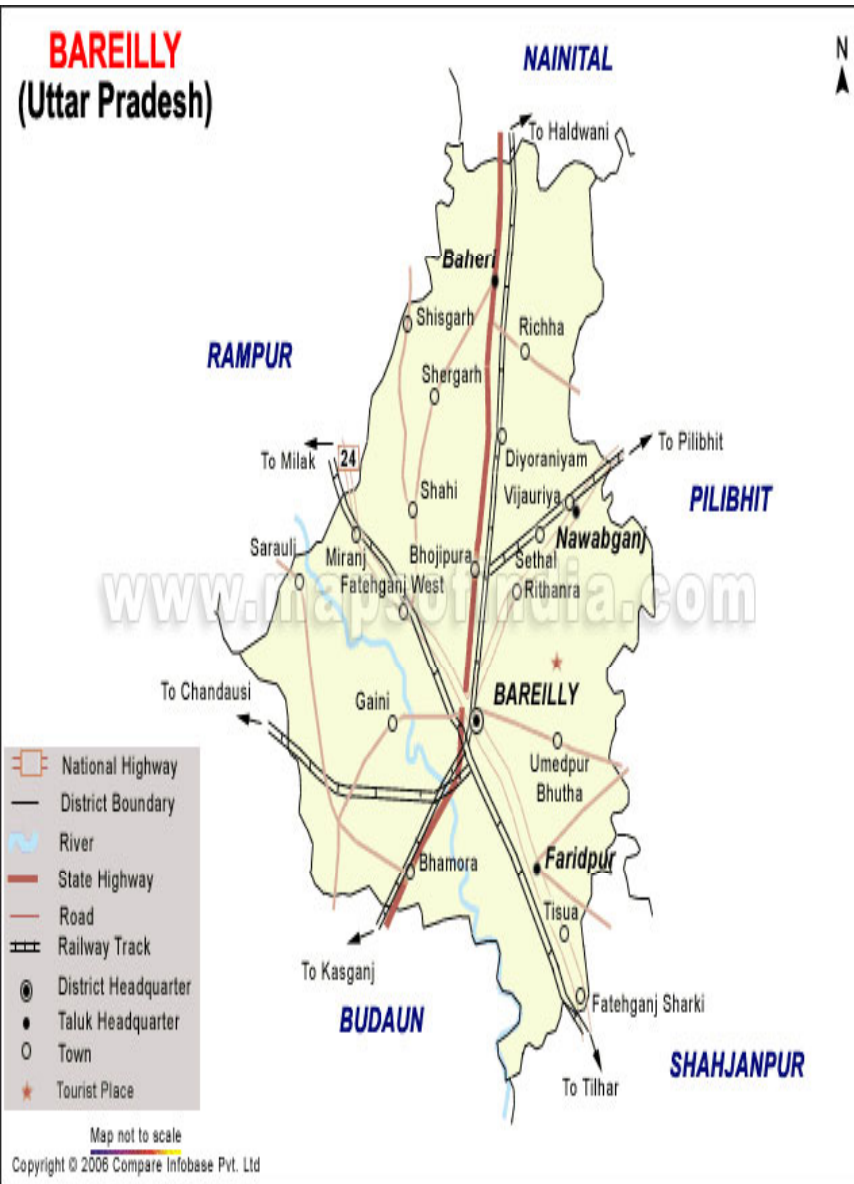 BAREILLY
(Uttar Pradesh)
NAINITAL
N
To Haldwani
Baheri
Shisgarh
Richha
RAMPUR
Shergarh
To Milak
24
Diyoraniyam
To Pilibhit
Shahi
Vijauriya
PILIBHIT
Nawabganj
Sarauli
Miranj
Bhojipura
Sethal
Fatehganj West
Rithanra
www.mapsofindia.com
To Chandausi
Gaini
BAREILLY
Umedpur
Bhutha
National Highway
District Boundary
River
State Highway
Road
Railway Track
District Headquarter
Taluk Headquarter
Town
Tourist Place
Bhamora
Faridpur
Tisua
To Kasganj
BUDAUN
Fatehganj Sharki
SHAHJANPUR
To Tilhar
Map not to scale
Copyright © 2006 Compare Infobase Pvt. Ltd